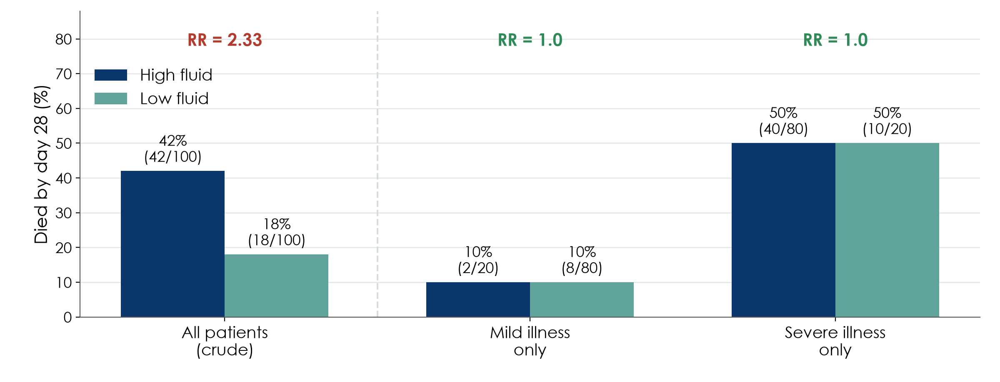 RR = 2.33
RR = 1.0
RR = 1.0
High fluid
Low fluid
Died by day 28 (%)
80
70
60
50
40
30
20
10
0
42%
(42/100)
18%
(18/100)
10%
(2/20)
10%
(8/80)
50%
(40/80)
50%
(10/20)
All patients
(crude)
Mild illness
only
Severe illness
only